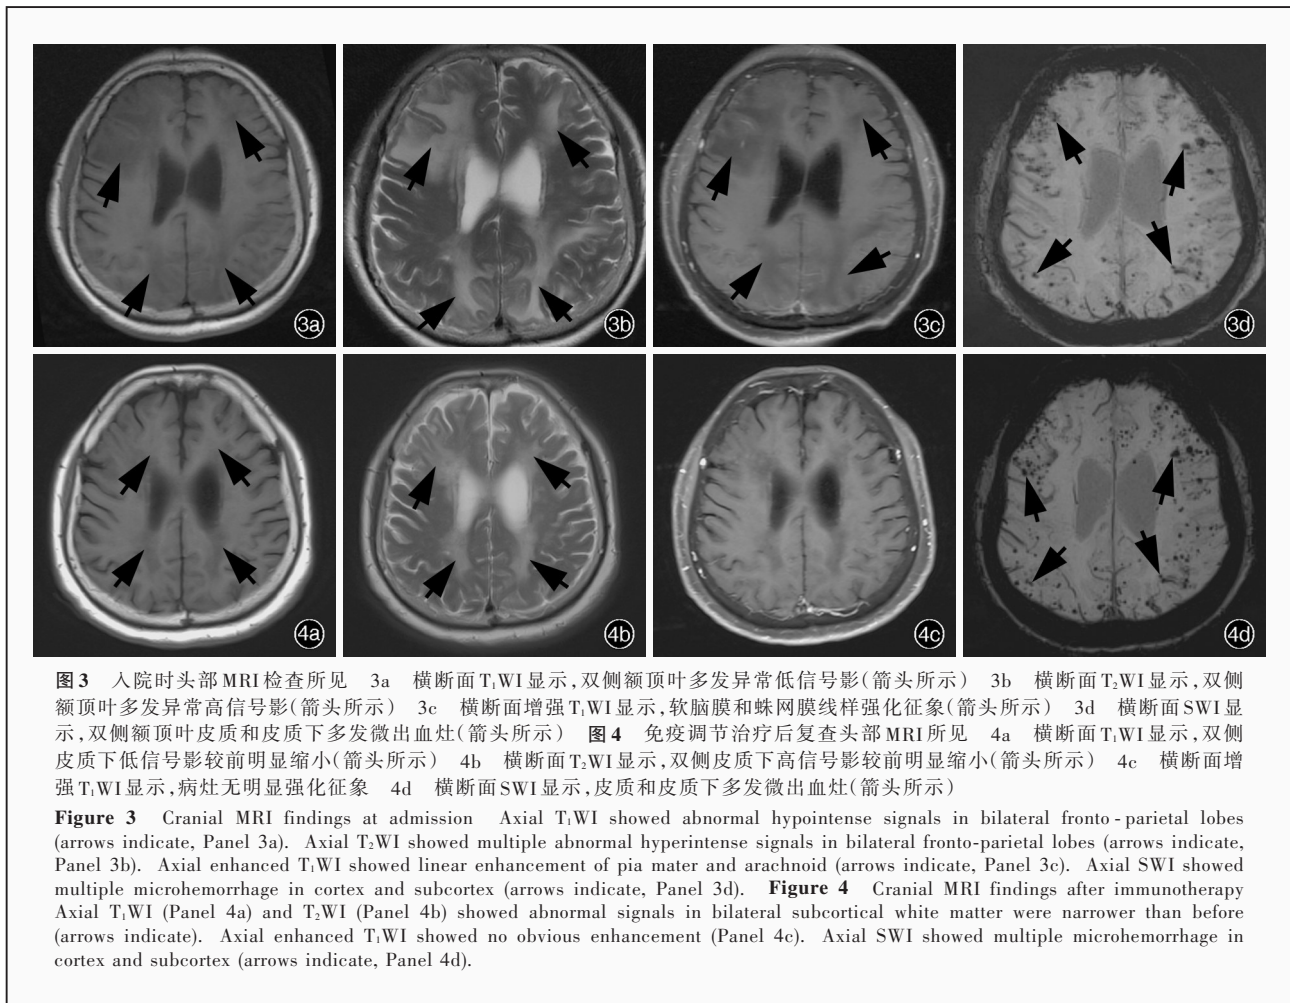 3a
3b
3c
3d
4a
4b
4c
4d
图3 入院时头部MRI检查所见 3a 横断面T₁WI显示,双侧额顶叶多发异常低信号影(箭头所示) 3b 横断面T₂WI显示,双侧
额顶叶多发异常高信号影(箭头所示) 3c 横断面增强T₁WI显示,软脑膜和蛛网膜线样强化征象(箭头所示) 3d 横断面SWI显
示,双侧额顶叶皮质和皮质下多发微出血灶(箭头所示) 图4 免疫调节治疗后复查头部MRI所见 4a 横断面T₁WI显示,双侧
皮质下低信号影较前明显缩小(箭头所示) 4b 横断面T₂WI显示,双侧皮质下高信号影较前明显缩小(箭头所示) 4c 横断面增
强T₁WI显示,病灶无明显强化征象 4d 横断面SWI显示,皮质和皮质下多发微出血灶(箭头所示)
Figure 3 Cranial MRI findings at admission Axial T₁WI showed abnormal hypointense signals in bilateral fronto-parietal lobes
(arrows indicate, Panel 3a). Axial T₂WI showed multiple abnormal hyperintense signals in bilateral fronto-parietal lobes (arrows indicate,
Panel 3b). Axial enhanced T₁WI showed linear enhancement of pia mater and arachnoid (arrows indicate, Panel 3c). Axial SWI showed
multiple microhemorrhage in cortex and subcortex (arrows indicate, Panel 3d). Figure 4 Cranial MRI findings after immunotherapy
Axial T₁WI (Panel 4a) and T₂WI (Panel 4b) showed abnormal signals in bilateral subcortical white matter were narrower than before
(arrows indicate). Axial enhanced T₁WI showed no obvious enhancement (Panel 4c). Axial SWI showed multiple microhemorrhage in
cortex and subcortex (arrows indicate, Panel 4d).